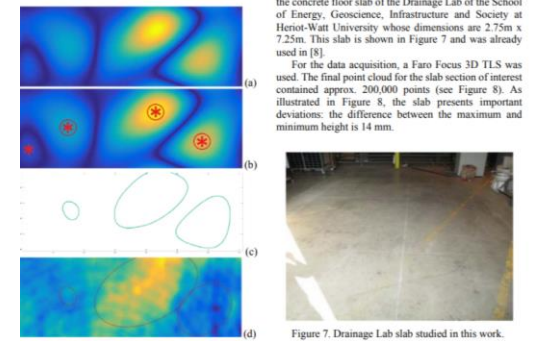 (a)
(b)
(c)
(d)
the concrete floor slab of the Drainage Lab of the School
of Energy, Geoscience, Infrastructure and Society at
Heriot-Watt University whose dimensions are 2.75m x
7.25m. This slab is shown in Figure 7 and was already
used in [8].
For the data acquisition, a Faro Focus 3D TLS was
used. The final point cloud for the slab section of interest
contained approx. 200,000 points (see Figure 8). As
illustrated in Figure 8, the slab presents important
deviations: the difference between the maximum and
minimum height is 14 mm.
Figure 7. Drainage Lab slab studied in this work.